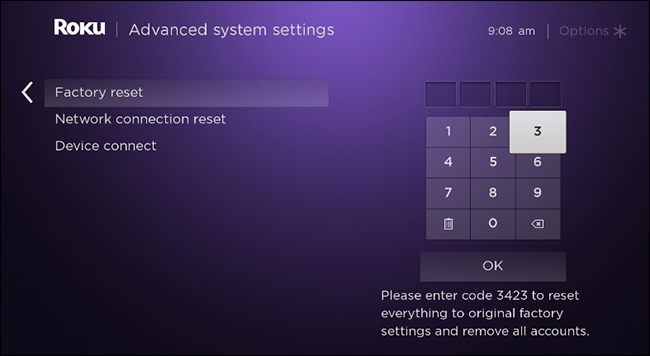 Roku | Advanced system settings
9:08 am | Options
Factory reset
Network connection reset
Device connect
1 2 3
4 5 6
7 8 9
0
OK
Please enter code 3423 to reset
everything to original factory
settings and remove all accounts.